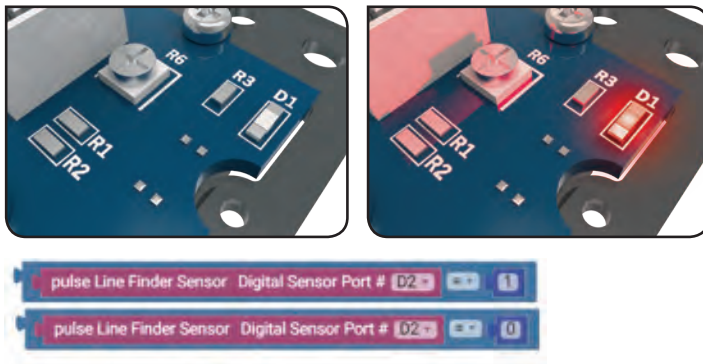 R6
R3
D1
R1
R2
R6
R3
D1
R1
R2
pulse Line Finder Sensor Digital Sensor Port # D2 = 1
pulse Line Finder Sensor Digital Sensor Port # D2 = 0